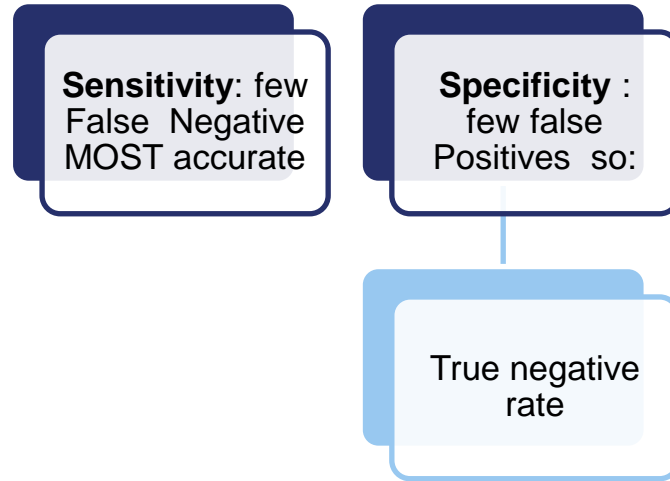 Sensitivity: few
False Negative
MOST accurate
Specificity :
few false
Positives so:
True negative
rate